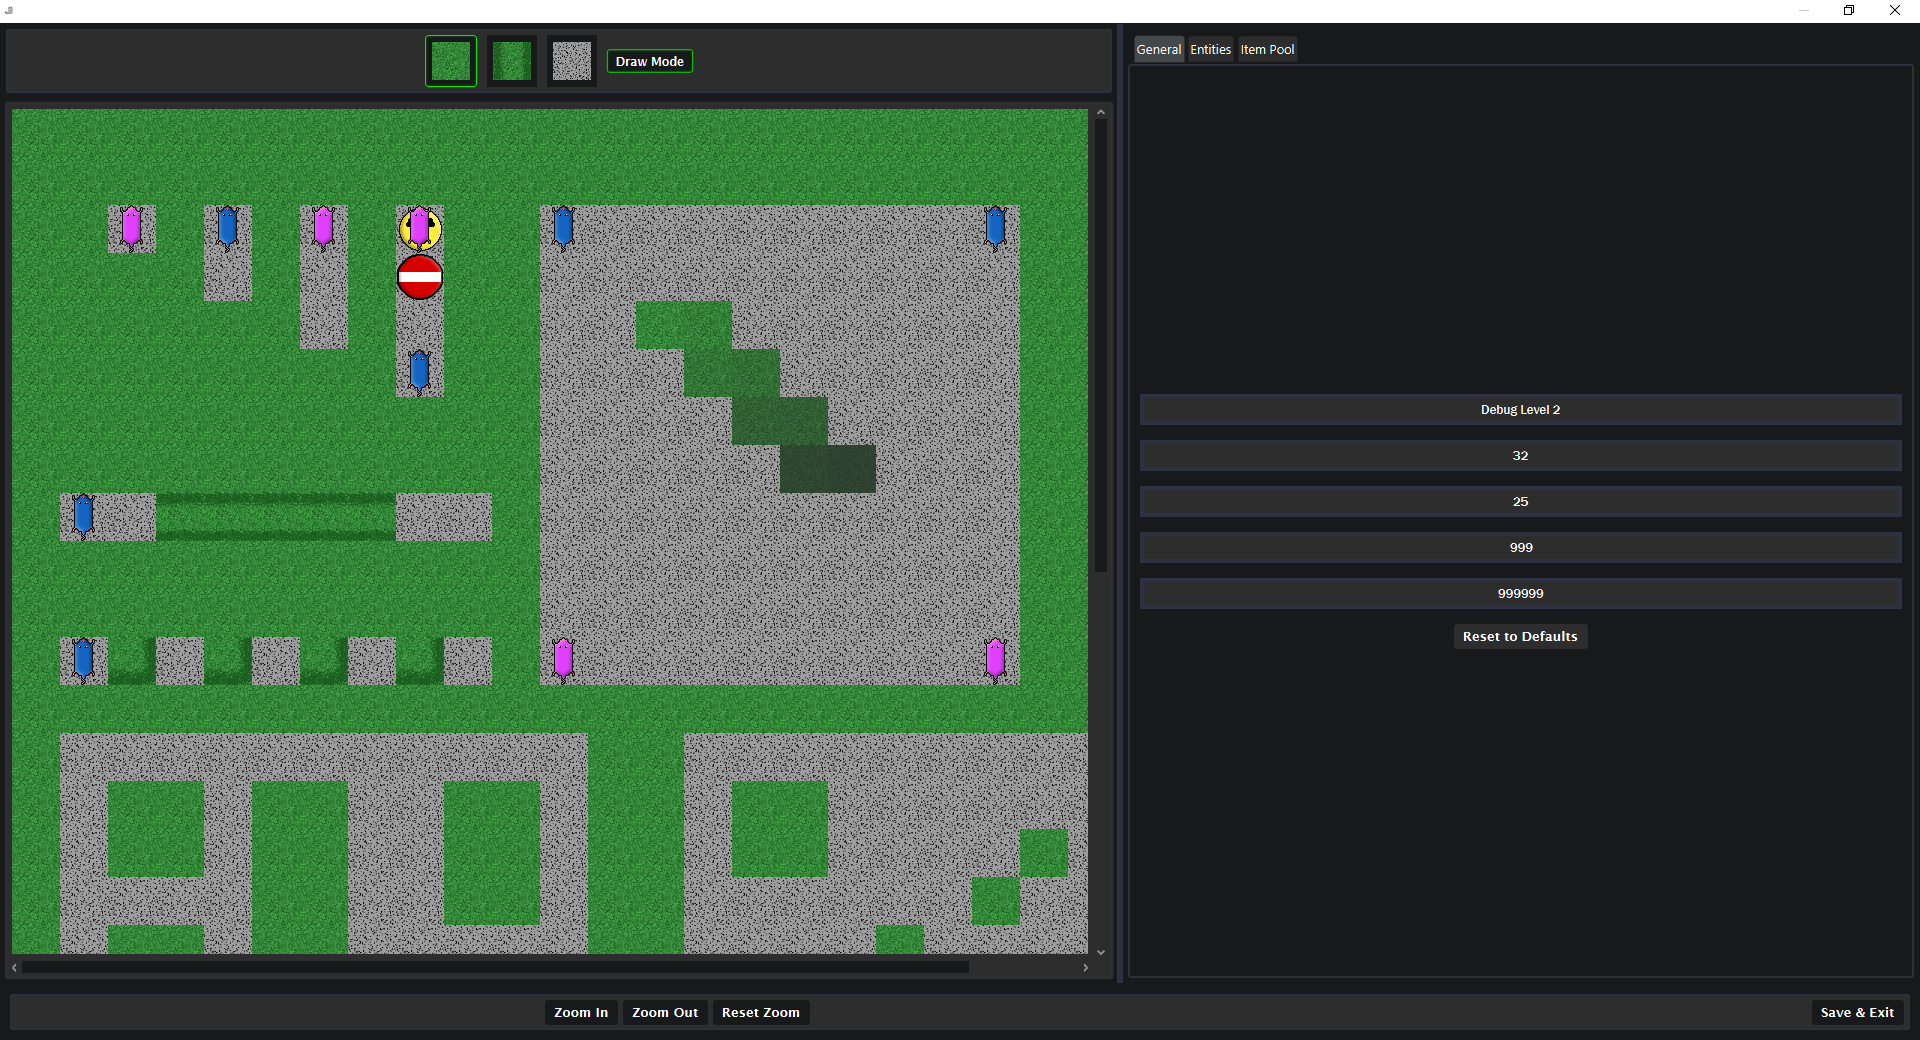 Draw Mode
General Entities Item Pool
Debug Level 2
32
25
999
999999
Reset to Defaults
Zoom In Zoom Out Reset Zoom
Save & Exit